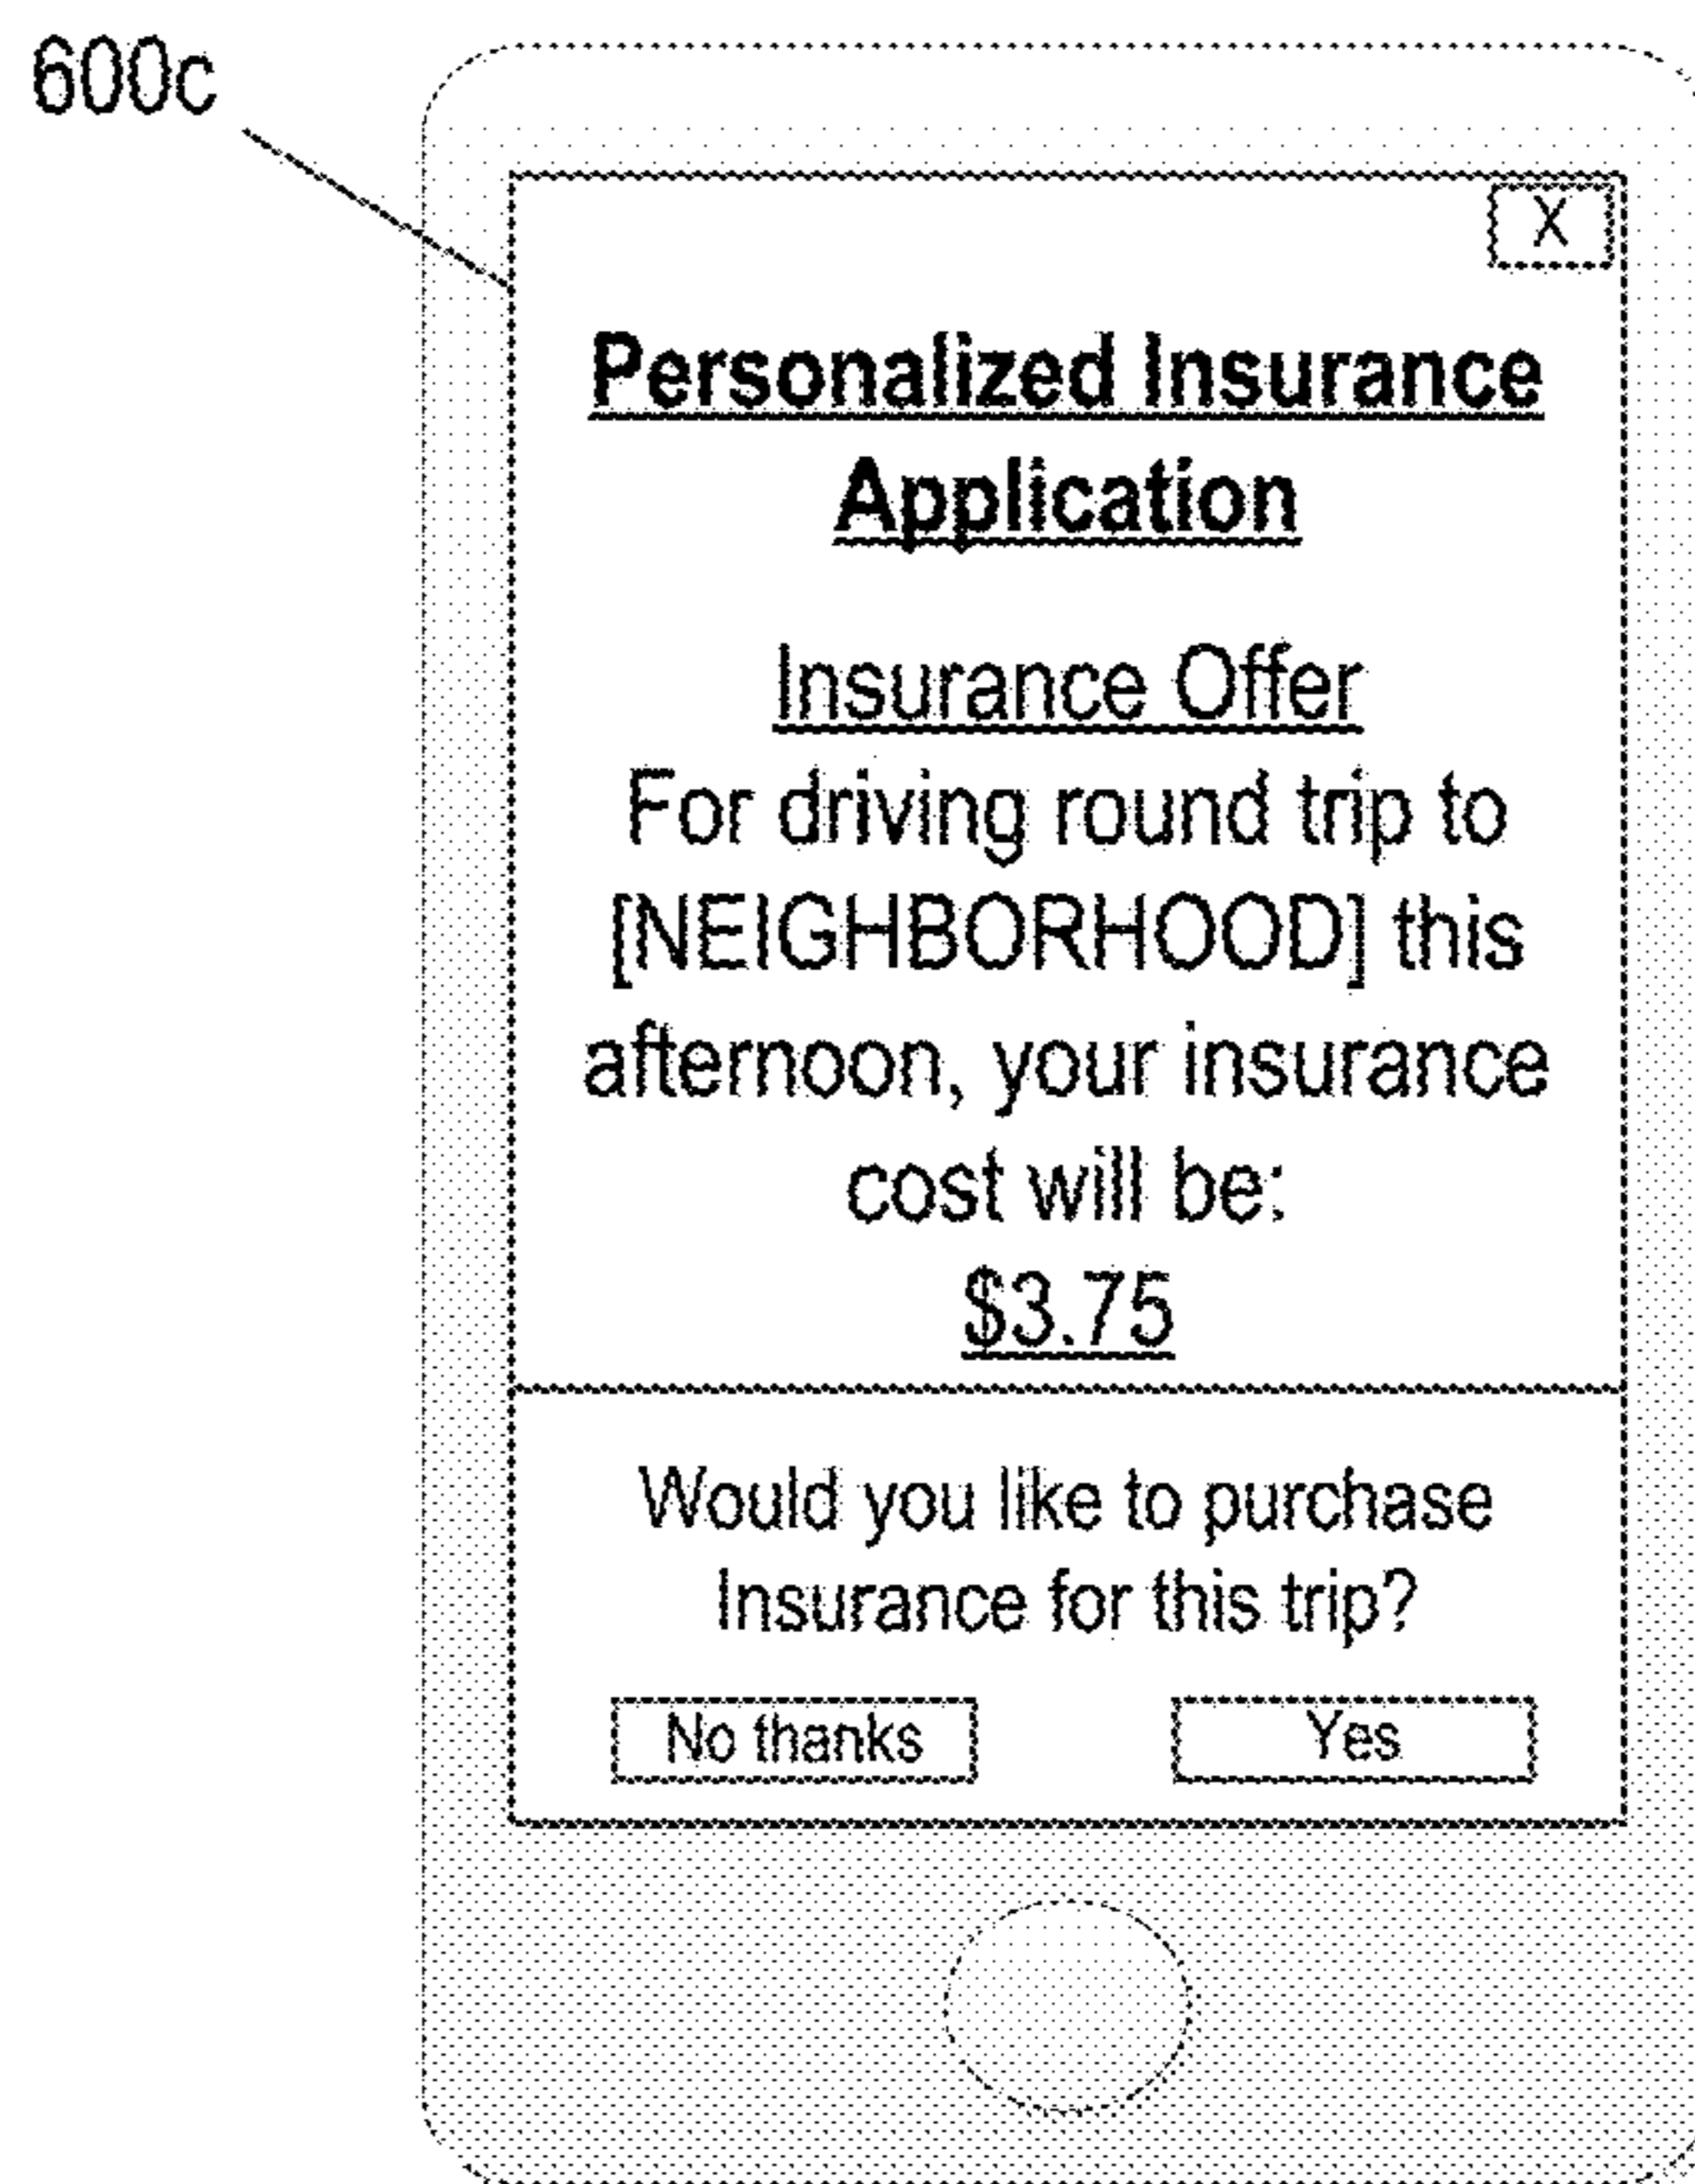 600c
X
Personalized Insurance
Application
Insurance Offer
For driving round trip to
[NEIGHBORHOOD] this
afternoon, your insurance
cost will be:
$3.75
Would you like to purchase
Insurance for this trip?
No thanks
Yes